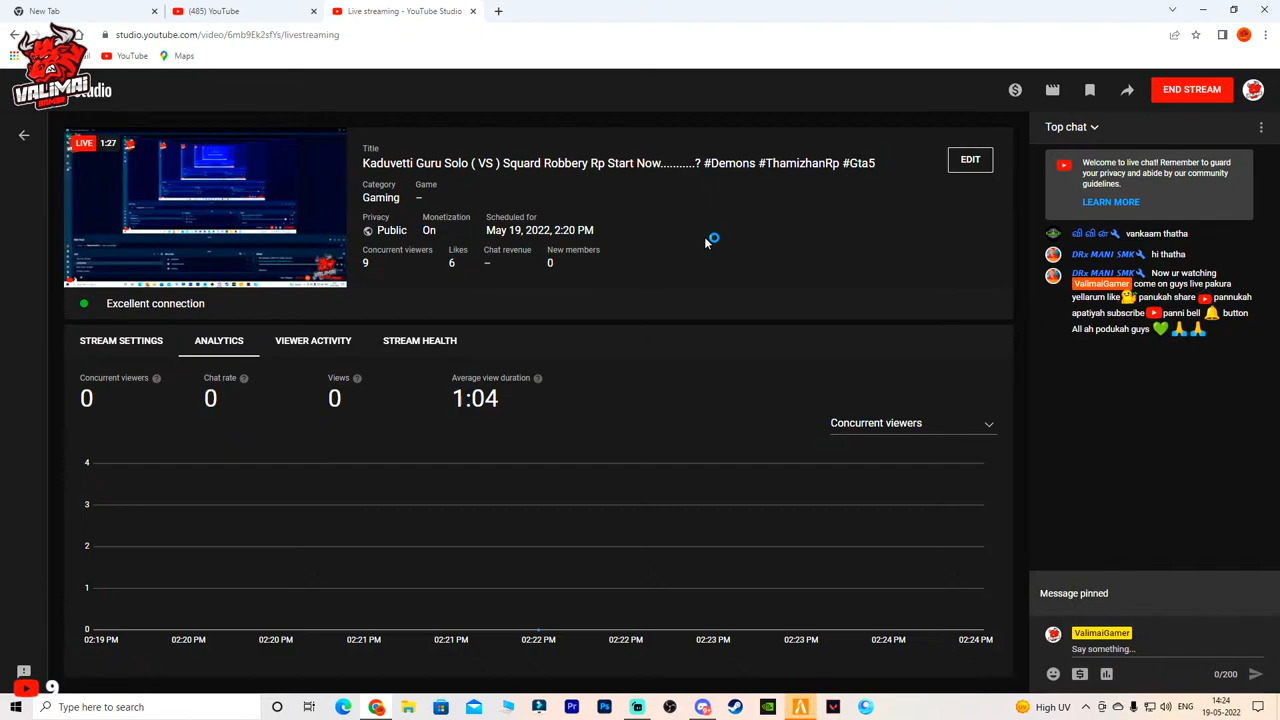 New Tab
(485) YouTube
Live streaming - YouTube Studio
studio.youtube.com/video/6mb9Ek2sfYs/livestreaming
YouTube
Maps
VALIMAI
GAMER
END STREAM
LIVE 1:27
Title
Kaduvetti Guru Solo ( VS ) Squard Robbery Rp Start Now..........? #Demons #ThamizhanRp #Gta5
EDIT
Category Game
Gaming –
Privacy Monetization Scheduled for
Public On May 19, 2022, 2:20 PM
Concurrent viewers Likes Chat revenue New members
9 6 – 0
Excellent connection
STREAM SETTINGS ANALYTICS VIEWER ACTIVITY STREAM HEALTH
Concurrent viewers Chat rate Views Average view duration
0 0 0 1:04
Concurrent viewers
4
3
2
1
0
02:19 PM 02:20 PM 02:20 PM 02:21 PM 02:21 PM 02:22 PM 02:22 PM 02:23 PM 02:23 PM 02:24 PM 02:24 PM
Top chat
Welcome to live chat! Remember to guard
your privacy and abide by our community
guidelines.
LEARN MORE
vankaam thatha
DRx MANI SMK hi thatha
DRx MANI SMK Now ur watching
ValimaiGamer come on guys live pakura
yellarum like panukah share pannukah
apatiyah subscribe panni bell button
All ah podukah guys
Message pinned
ValimaiGamer
Say something...
0/200
9
Type here to search
High UV
14:24
19-05-2022